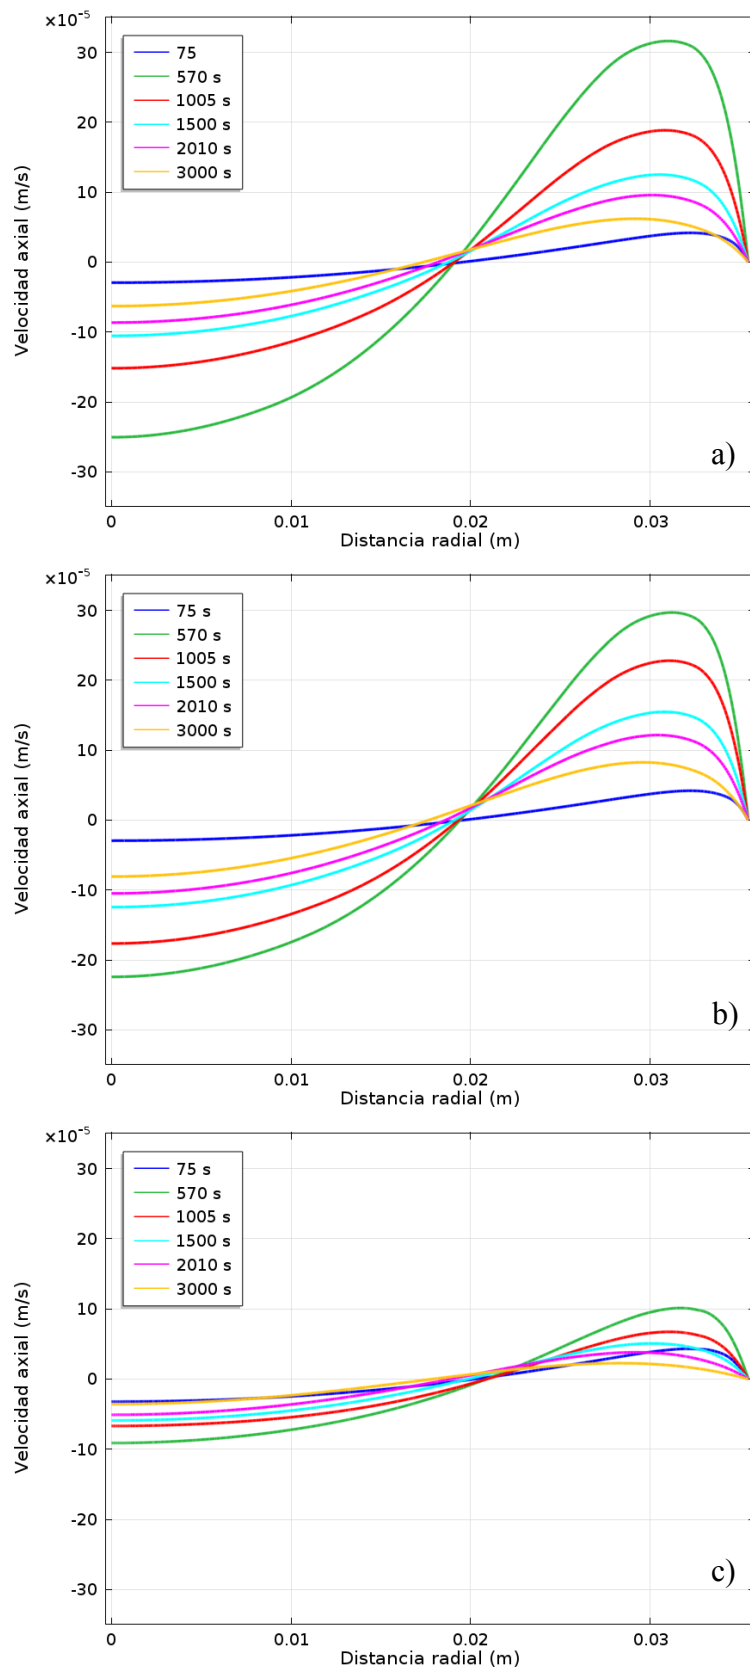 ×10⁻⁵
30
20
10
0
-10
-20
-30
Velocidad axial (m/s)
75
570 s
1005 s
1500 s
2010 s
3000 s
a)
0
0.01
0.02
0.03
Distancia radial (m)
×10⁻⁵
30
20
10
0
-10
-20
-30
Velocidad axial (m/s)
75 s
570 s
1005 s
1500 s
2010 s
3000 s
b)
0
0.01
0.02
0.03
Distancia radial (m)
×10⁻⁵
30
20
10
0
-10
-20
-30
Velocidad axial (m/s)
75 s
570 s
1005 s
1500 s
2010 s
3000 s
c)
0
0.01
0.02
0.03
Distancia radial (m)